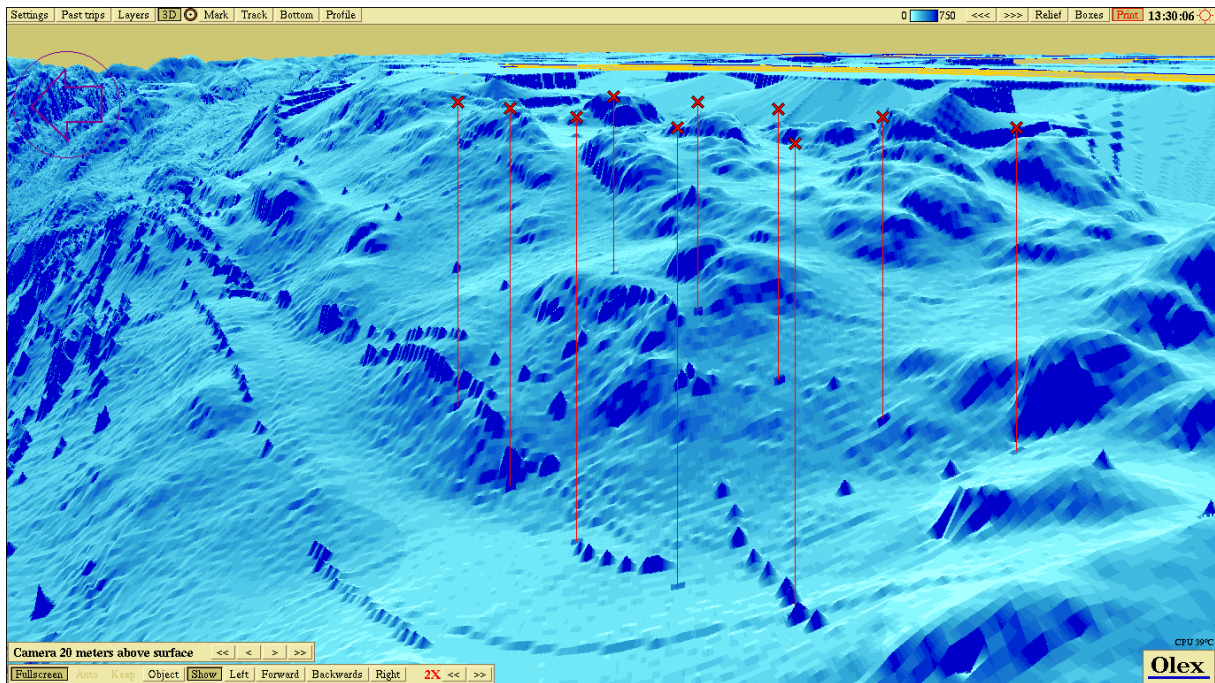 Settings Past trips Layers 3D Mark Track Bottom Profile 0 750 <<< >>> Relief Boxes Print 13:30:06
CPU 39°C
Camera 20 meters above surface << < > >>
Fullscreen Auto Keep Object Show Left Forward Backwards Right 2X << >>
Olex